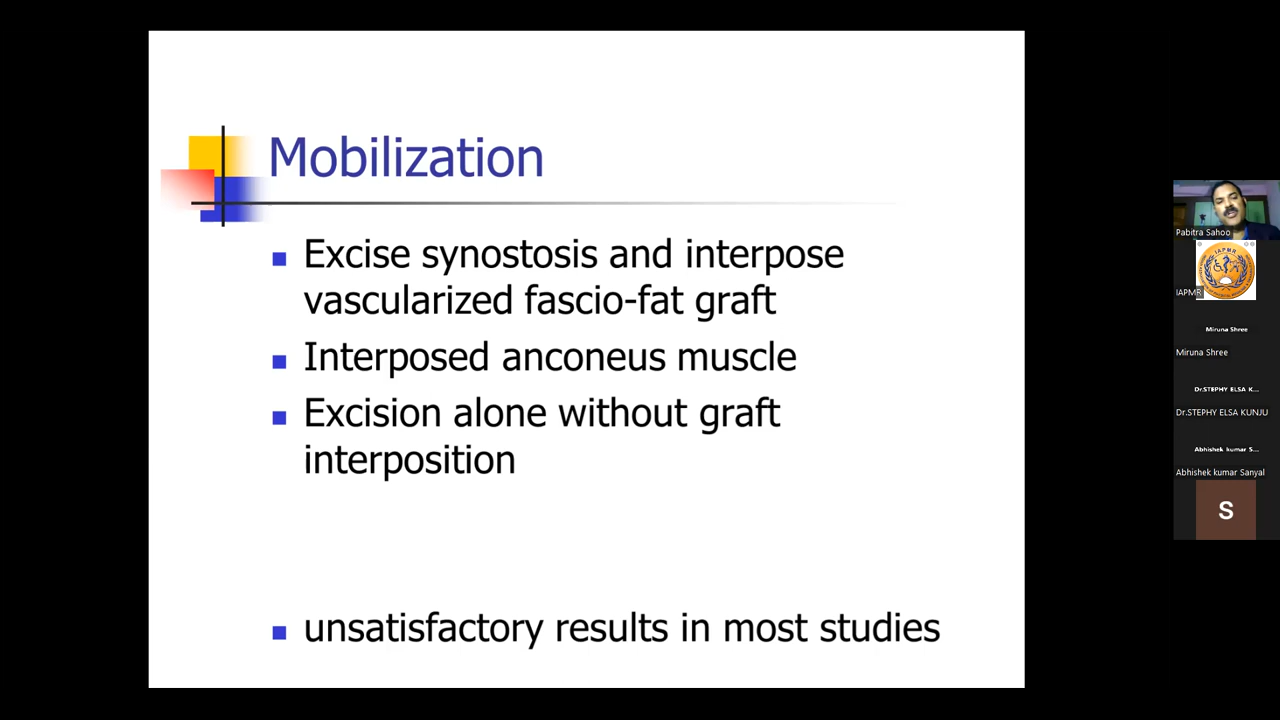 Mobilization
Excise synostosis and interpose
vascularized fascio-fat graft
Interposed anconeus muscle
Excision alone without graft
interposition
unsatisfactory results in most studies
Pabitra Sahoo
IAPMR
IAPMR
Miruna Shree
Miruna Shree
Dr.STEPHY ELSA K...
Dr.STEPHY ELSA KUNJU
Abhishek kumar S...
Abhishek kumar Sanyal
S